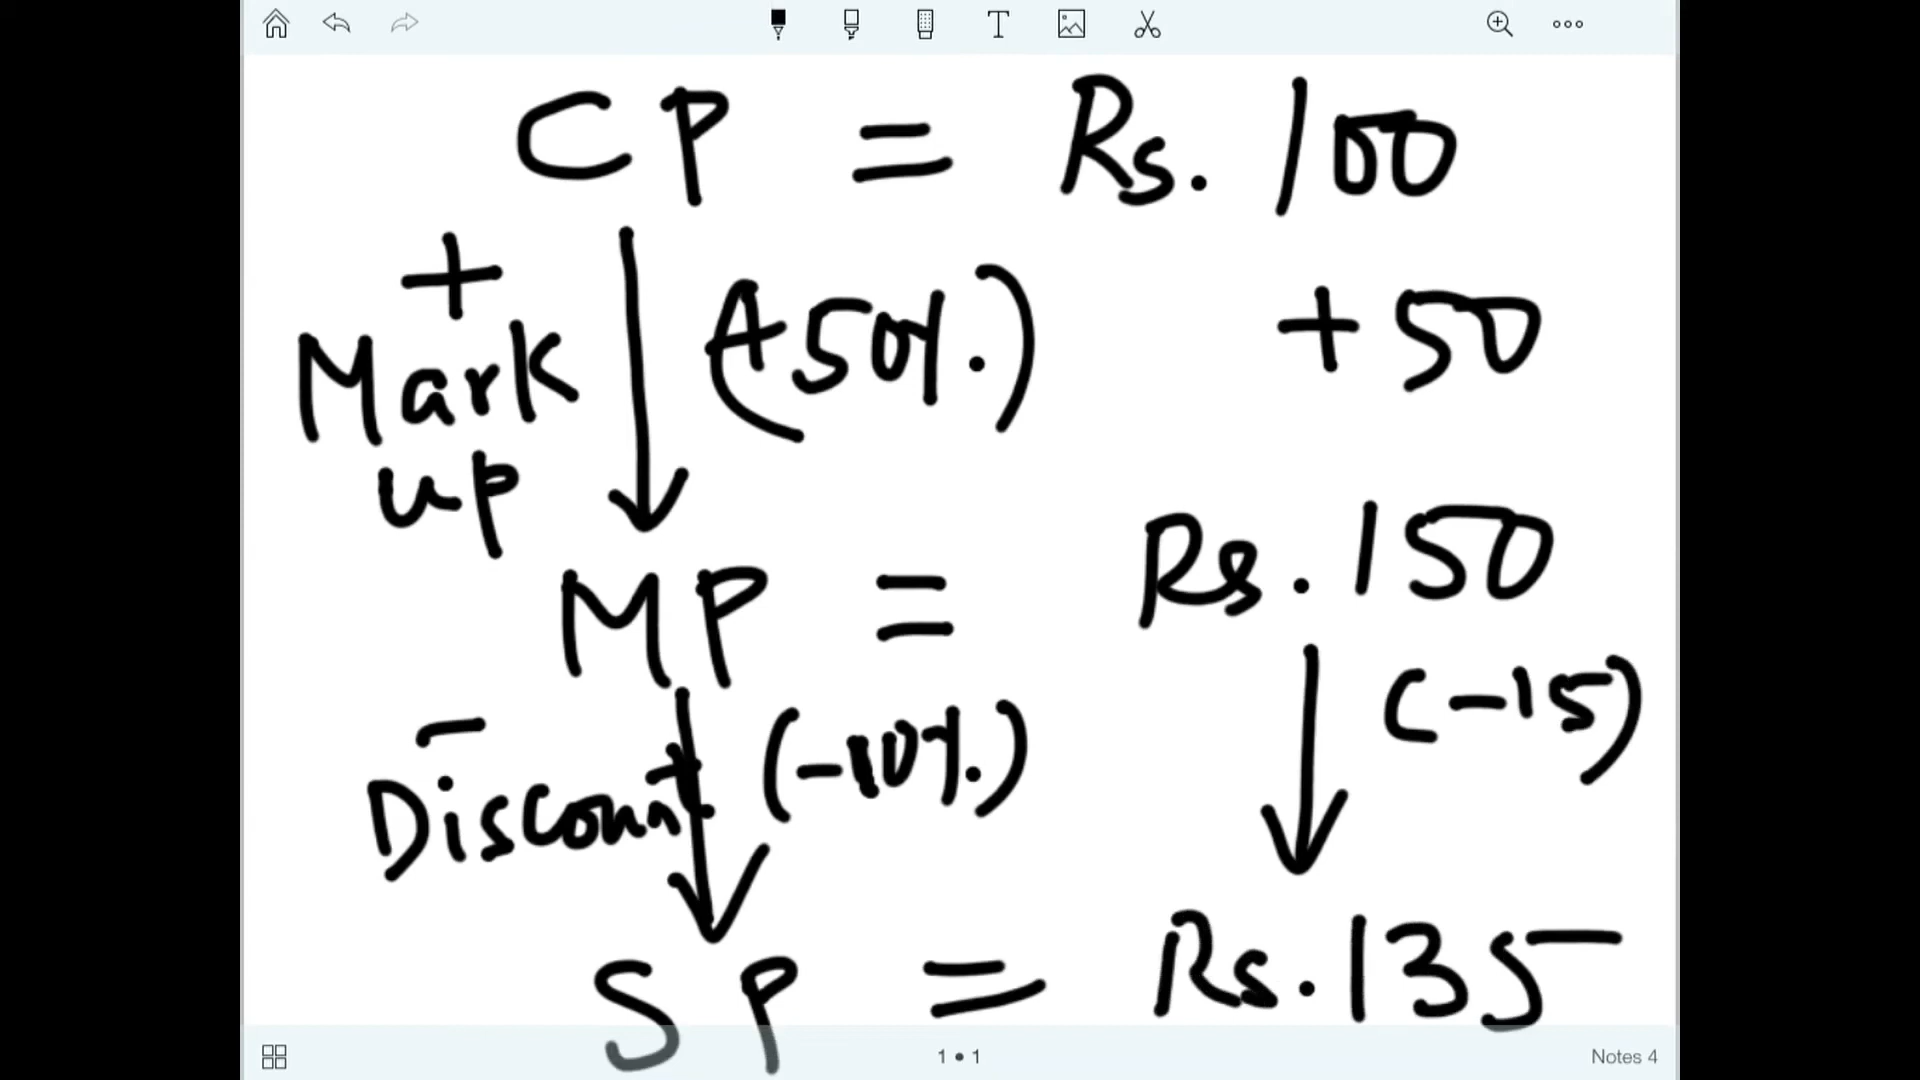 CP = Rs. 100
+ Mark up (+50%) +50
MP = Rs. 150
- Discount (-10%) (-15)
SP = Rs. 135
1 • 1
Notes 4